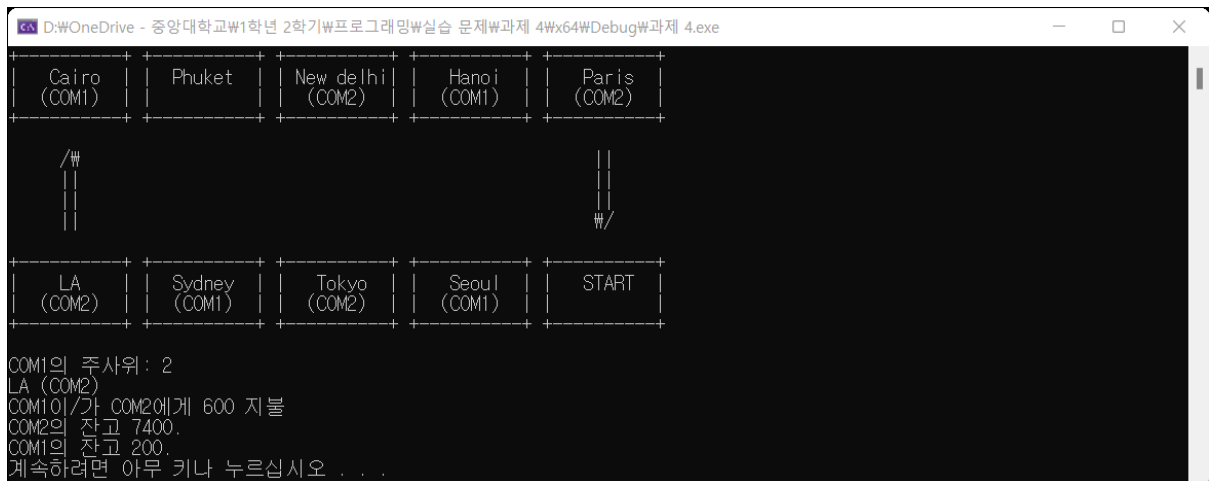 D:₩OneDrive - 중앙대학교₩1학년 2학기₩프로그래밍₩실습 문제₩과제 4₩x64₩Debug₩과제 4.exe
+----------+ +----------+ +----------+ +----------+ +----------+
|   Cairo  | |  Phuket  | | New delhi| |   Hanoi  | |   Paris  |
|  (COM1)  | |          | |  (COM2)  | |  (COM1)  | |  (COM2)  |
+----------+ +----------+ +----------+ +----------+ +----------+
/₩ ||
|| ||
|| ||
|| ₩/
+----------+ +----------+ +----------+ +----------+ +----------+
|    LA    | |  Sydney  | |   Tokyo  | |   Seoul  | |   START  |
|  (COM2)  | |  (COM1)  | |  (COM2)  | |  (COM1)  | |          |
+----------+ +----------+ +----------+ +----------+ +----------+
COM1의 주사위: 2
LA (COM2)
COM1이/가 COM2에게 600 지불
COM2의 잔고 7400.
COM1의 잔고 200.
계속하려면 아무 키나 누르십시오 . . .